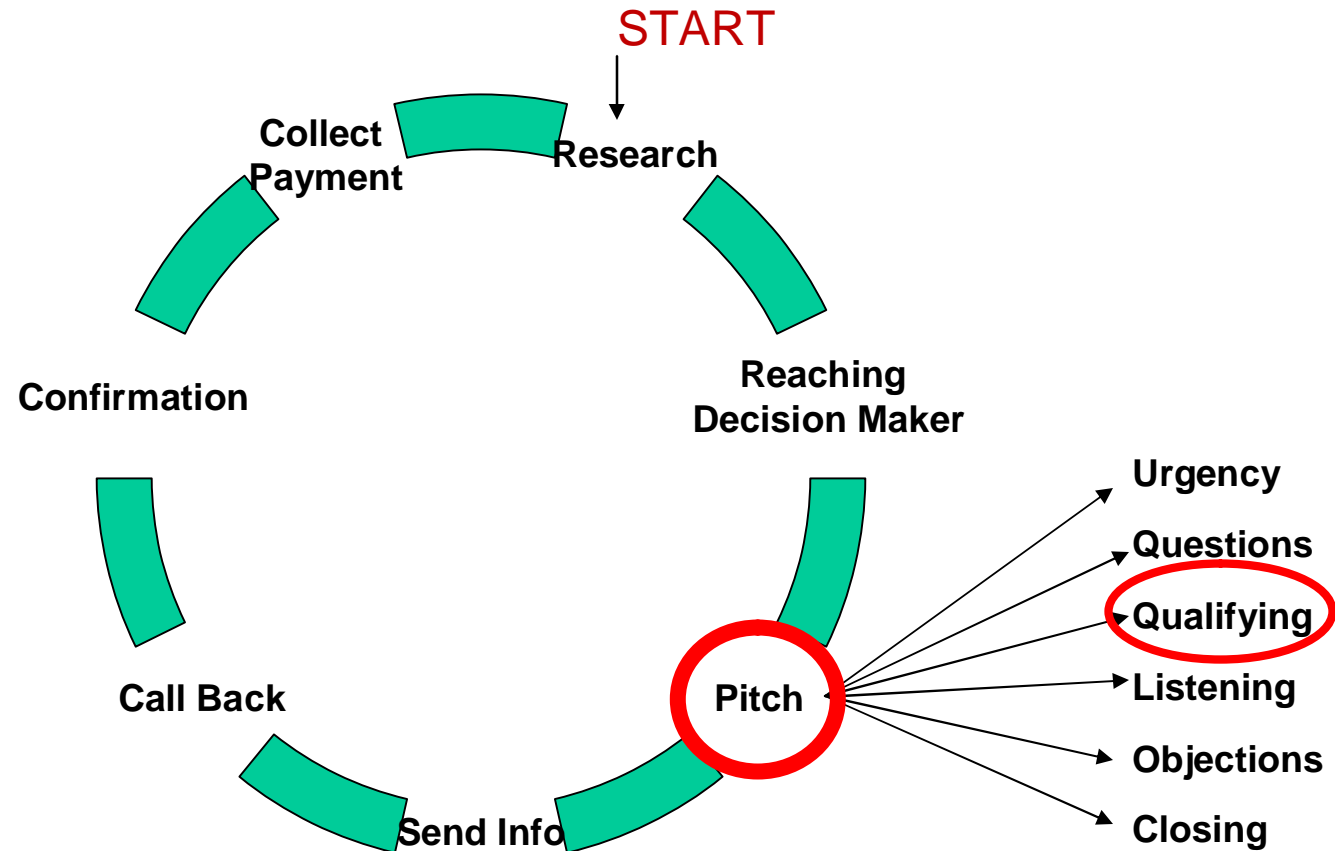 START
Research
Reaching
Decision Maker
Pitch
Urgency
Questions
Qualifying
Listening
Objections
Closing
Send Info
Call Back
Confirmation
Collect
Payment